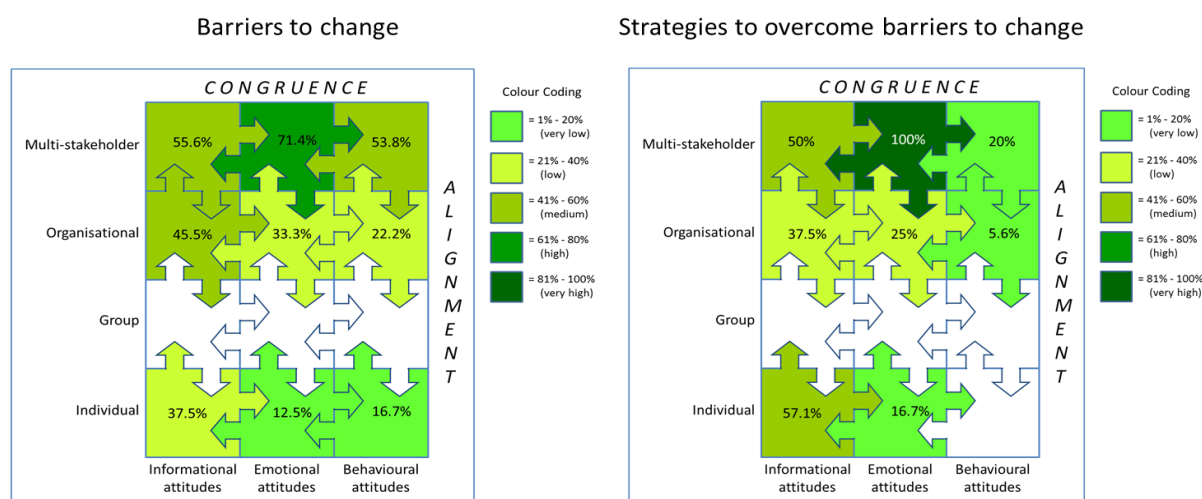 Barriers to change
Strategies to overcome barriers to change
C O N G R U E N C E
Colour Coding
Multi-stakeholder
55.6%
71.4%
53.8%
= 1% - 20%
(very low)
= 21% - 40%
(low)
Organisational
45.5%
33.3%
22.2%
= 41% - 60%
(medium)
= 61% - 80%
(high)
= 81% - 100%
(very high)
Group
Individual
37.5%
12.5%
16.7%
A
L
I
G
N
M
E
N
T
Informational
attitudes
Emotional
attitudes
Behavioural
attitudes
C O N G R U E N C E
Colour Coding
Multi-stakeholder
50%
100%
20%
= 1% - 20%
(very low)
= 21% - 40%
(low)
Organisational
37.5%
25%
5.6%
= 41% - 60%
(medium)
= 61% - 80%
(high)
= 81% - 100%
(very high)
Group
Individual
57.1%
16.7%
A
L
I
G
N
M
E
N
T
Informational
attitudes
Emotional
attitudes
Behavioural
attitudes